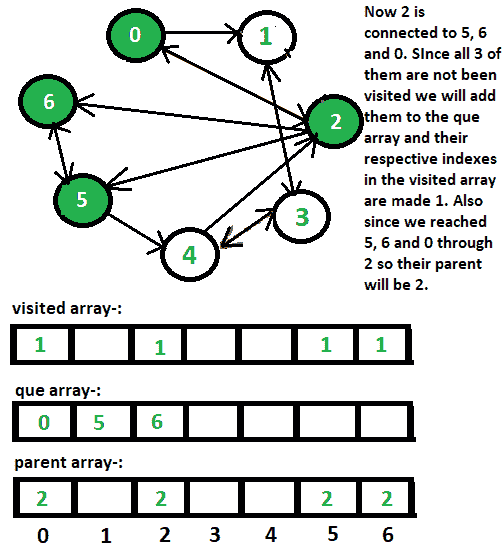 0
1
6
2
5
3
4
Now 2 is
connected to 5, 6
and 0. SInce all 3 of
them are not been
visited we will add
them to the que
array and their
respective indexes
in the visited array
are made 1. Also
since we reached
5, 6 and 0 through
2 so their parent
will be 2.
visited array-:
1 1 1 1
que array-:
0 5 6
parent array-:
2 2 2 2
0 1 2 3 4 5 6